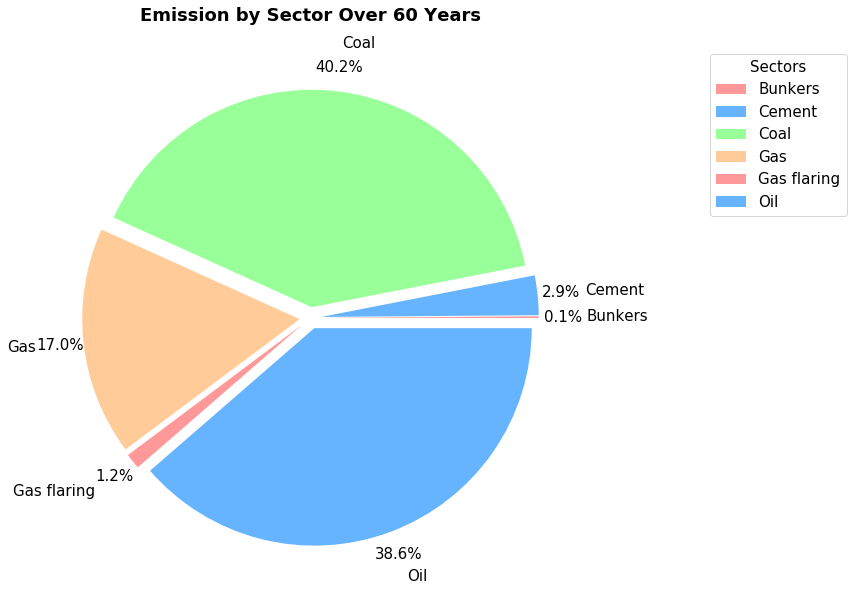 Emission by Sector Over 60 Years
Coal
40.2%
Sectors
Bunkers
Cement
Coal
Gas
Gas flaring
Oil
2.9%
Cement
0.1%
Bunkers
Gas
17.0%
1.2%
Gas flaring
38.6%
Oil